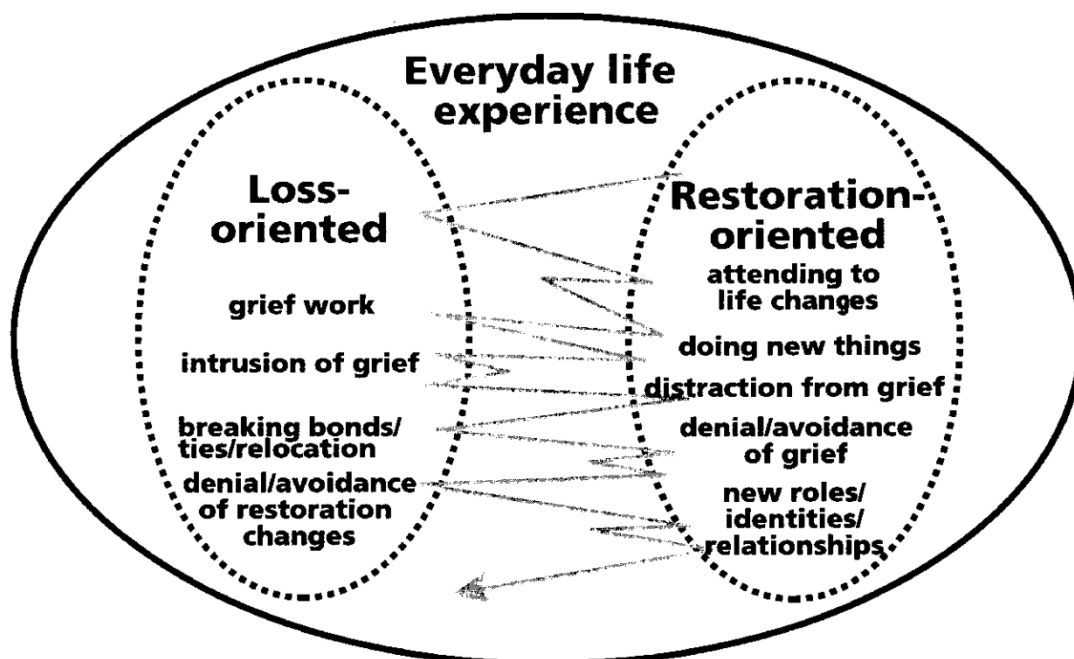 Everyday life
experience
Loss-
oriented
grief work
intrusion of grief
breaking bonds/
ties/relocation
denial/avoidance
of restoration
changes
Restoration-
oriented
attending to
life changes
doing new things
distraction from grief
denial/avoidance
of grief
new roles/
identities/
relationships